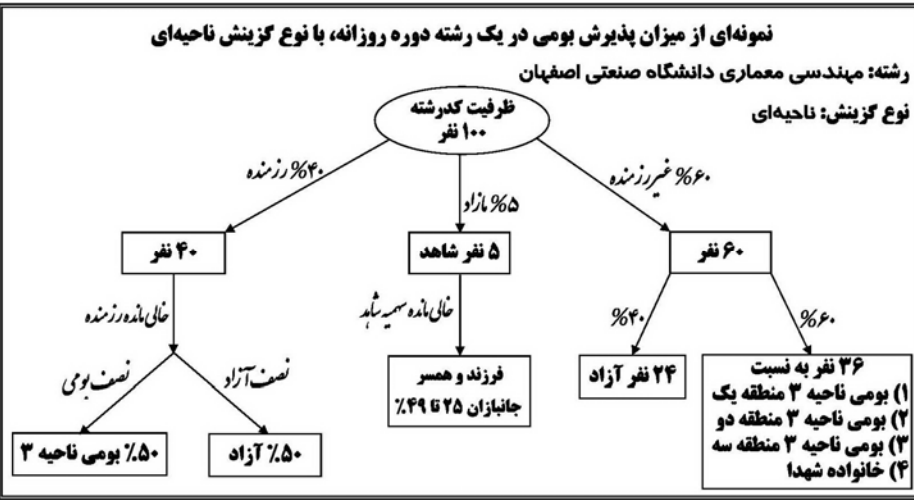 نمونه‌ای از میزان پذیرش بومی در یک رشته دوره روزانه، با نوع گزینش ناحیه‌ای
رشته: مهندسی معماری دانشگاه صنعتی اصفهان
نوع گزینش: ناحیه‌ای
ظرفیت کدرشته
۱۰۰ نفر
۶۰% غیررزمنده
۵% مازاد
۴۰% رزمنده
۶۰ نفر
۵ نفر شاهد
۴۰ نفر
۶۰%
۴۰%
خالی مانده سهمیه شاهد
خالی مانده رزمنده
۳۶ نفر به نسبت
۱) بومی ناحیه ۳ منطقه یک
۲) بومی ناحیه ۳ منطقه دو
۳) بومی ناحیه ۳ منطقه سه
۴) خانواده شهدا
۲۴ نفر آزاد
فرزند و همسر
جانبازان ۲۵ تا ۴۹٪
نصف آزاد
نصف بومی
۵۰٪ آزاد
۵۰٪ بومی ناحیه ۳